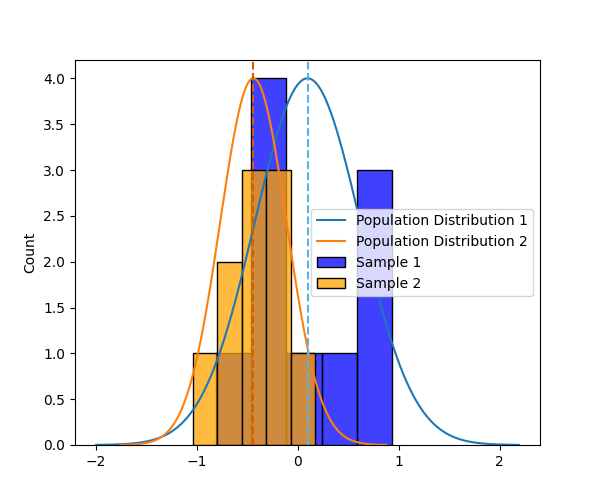 4.0
3.5
3.0
2.5
2.0
1.5
1.0
0.5
0.0
Count
Population Distribution 1
Population Distribution 2
Sample 1
Sample 2
−2
−1
0
1
2